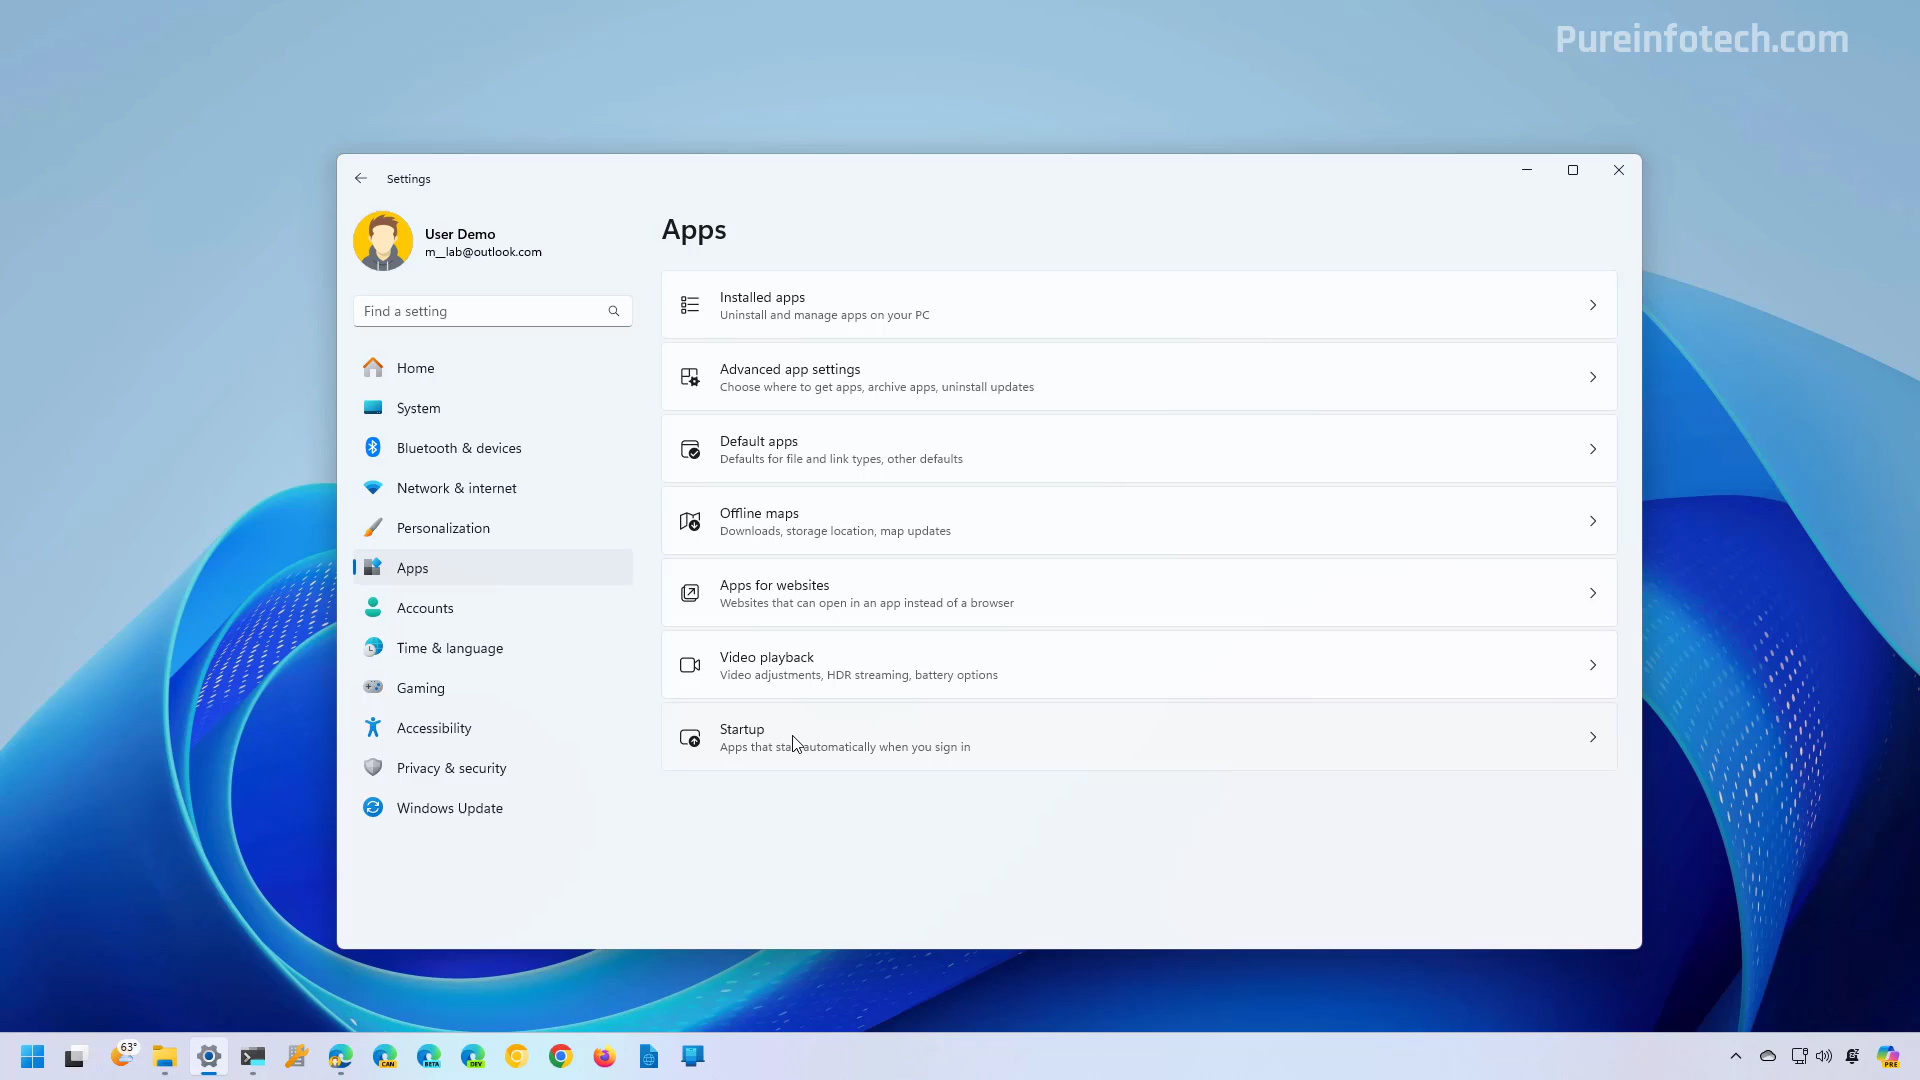 Pureinfotech.com
Settings
User Demo
m__lab@outlook.com
Find a setting
Home
System
Bluetooth & devices
Network & internet
Personalization
Apps
Accounts
Time & language
Gaming
Accessibility
Privacy & security
Windows Update
Apps
Installed apps
Uninstall and manage apps on your PC
Advanced app settings
Choose where to get apps, archive apps, uninstall updates
Default apps
Defaults for file and link types, other defaults
Offline maps
Downloads, storage location, map updates
Apps for websites
Websites that can open in an app instead of a browser
Video playback
Video adjustments, HDR streaming, battery options
Startup
Apps that start automatically when you sign in
63°
CAN
BETA
DEV
PRE